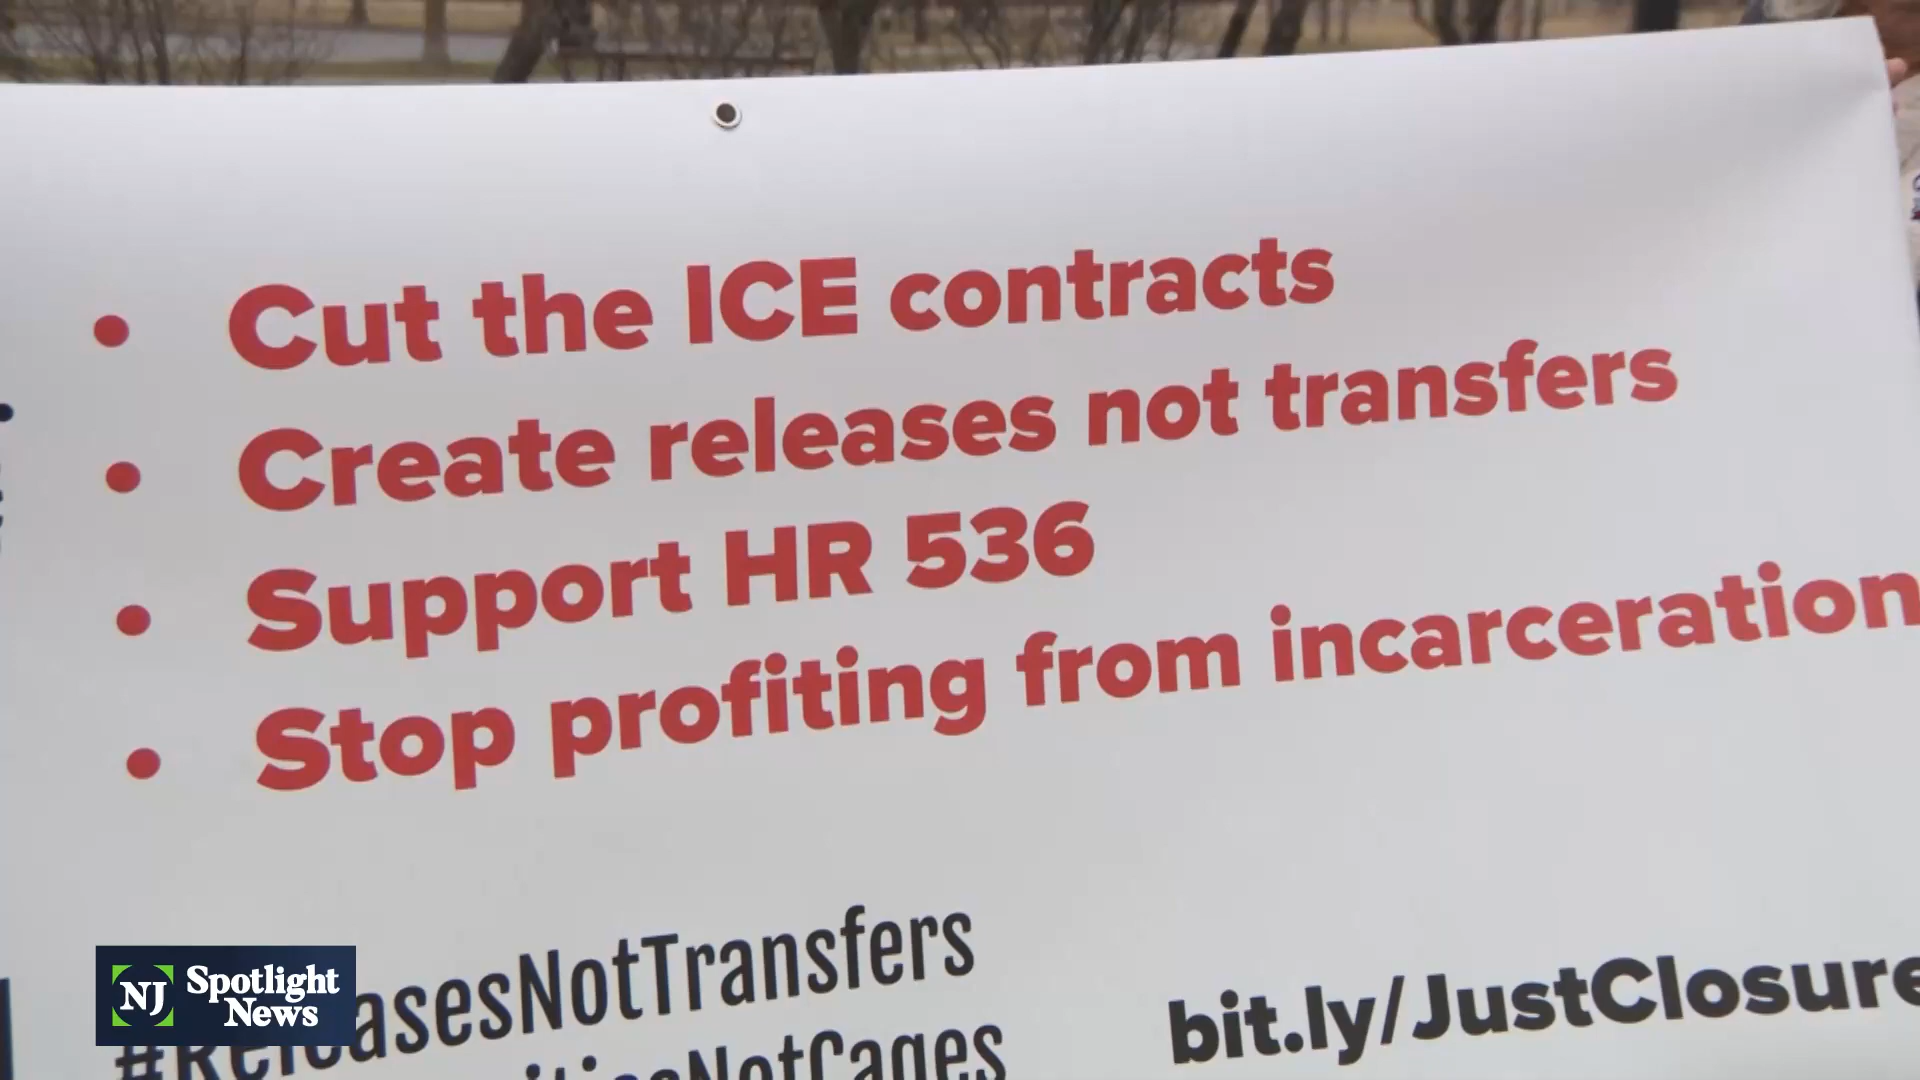 • Cut the ICE contracts
• Create releases not transfers
• Support HR 536
• Stop profiting from incarceration
#ReleasesNotTransfers
NotCages
bit.ly/JustClosure
NJ Spotlight
News